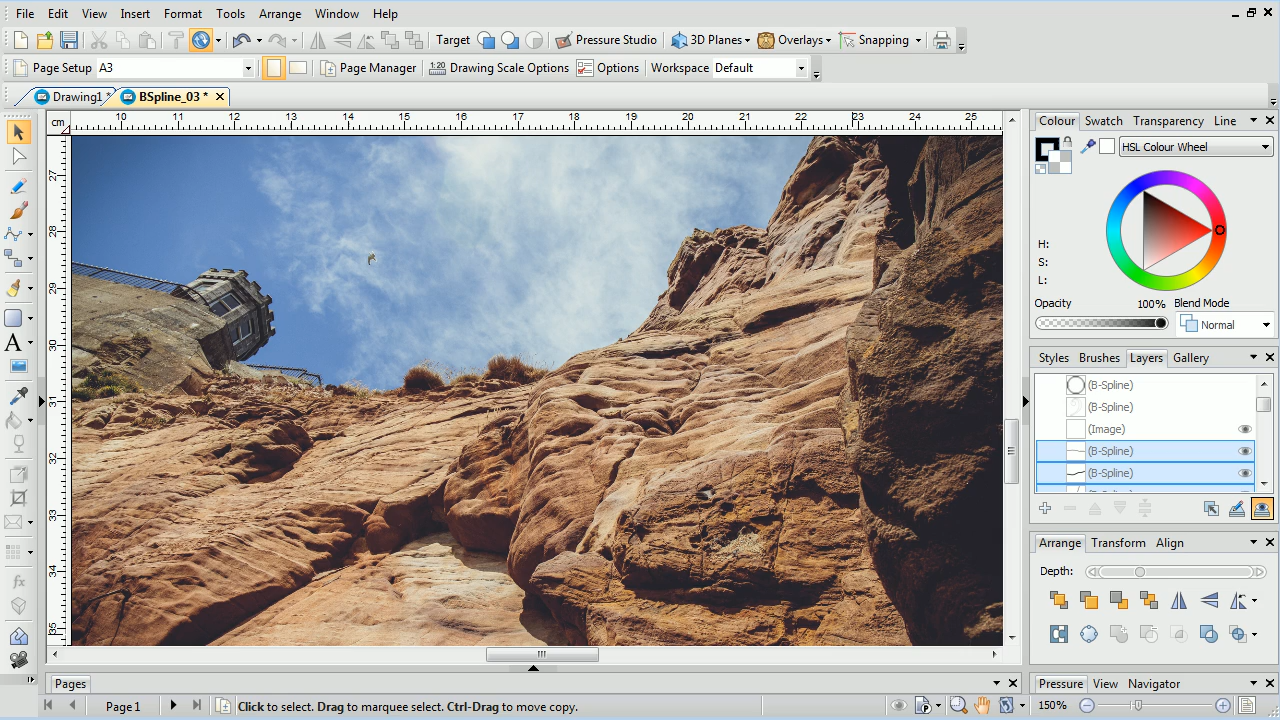 File Edit View Insert Format Tools Arrange Window Help
Target Pressure Studio 3D Planes Overlays Snapping
Page Setup A3 Page Manager 1:20 Drawing Scale Options Options Workspace Default
Drawing1 * BSpline_03 *
cm 10 11 12 13 14 15 16 17 18 19 20 21 22 23 24 25
27
28
29
30
31
32
33
34
35
Colour Swatch Transparency Line
HSL Colour Wheel
H:
S:
L:
Opacity 100% Blend Mode
Normal
Styles Brushes Layers Gallery
(B-Spline)
(B-Spline)
(Image)
(B-Spline)
(B-Spline)
Arrange Transform Align
Depth:
A
fx
Pages
Pressure View Navigator
Page 1 Click to select. Drag to marquee select. Ctrl-Drag to move copy. 150%